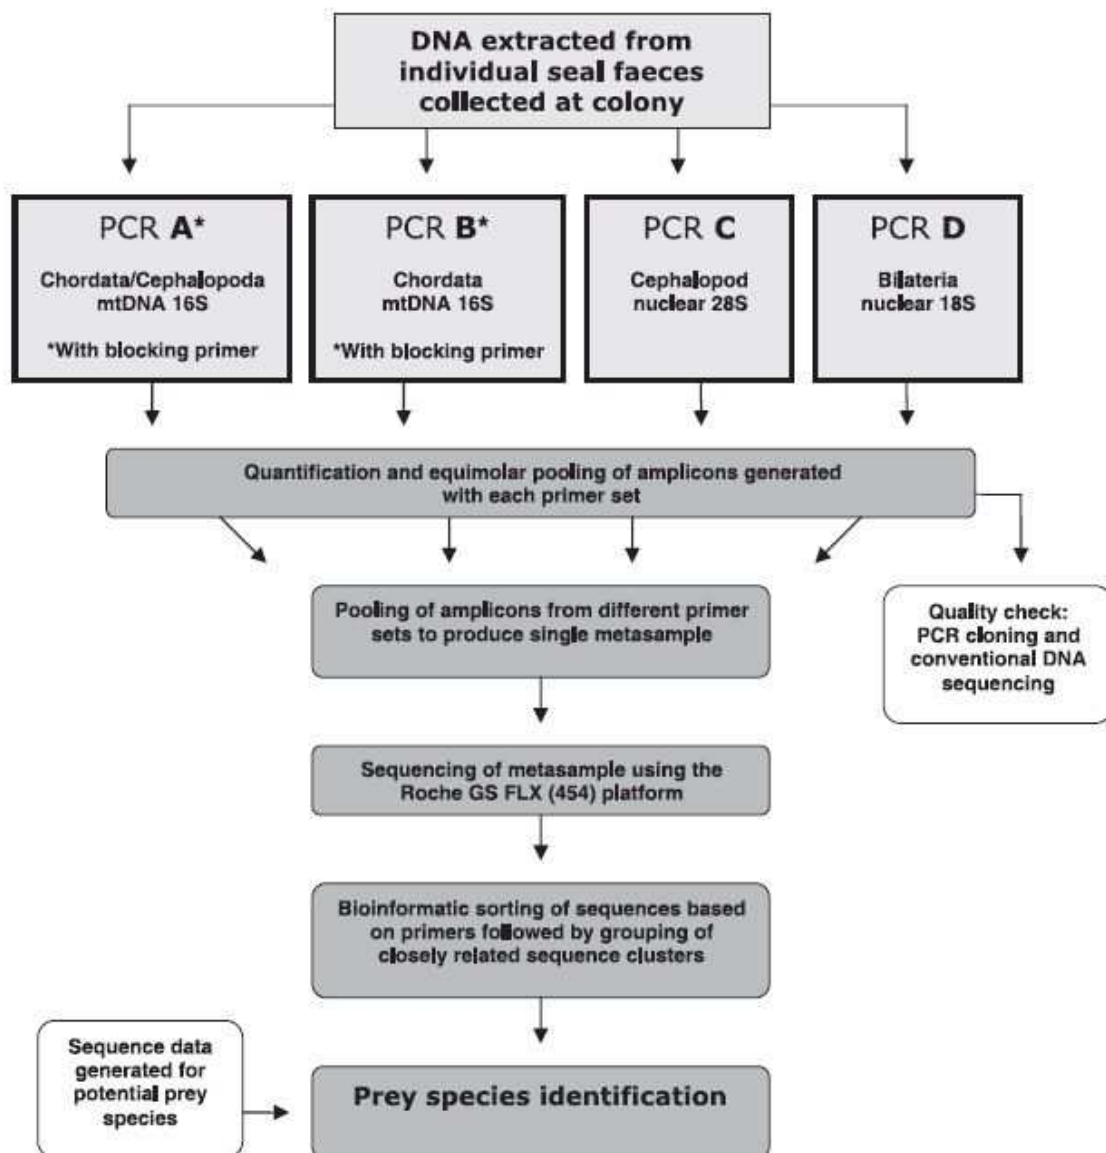 DNA extracted from
individual seal faeces
collected at colony
PCR A*
Chordata/Cephalopoda
mtDNA 16S
*With blocking primer
PCR B*
Chordata
mtDNA 16S
*With blocking primer
PCR C
Cephalopod
nuclear 28S
PCR D
Bilateria
nuclear 18S
Quantification and equimolar pooling of amplicons generated
with each primer set
Pooling of amplicons from different primer
sets to produce single metasample
Quality check:
PCR cloning and
conventional DNA
sequencing
Sequencing of metasample using the
Roche GS FLX (454) platform
Bioinformatic sorting of sequences based
on primers followed by grouping of
closely related sequence clusters
Sequence data
generated for
potential prey
species
Prey species identification